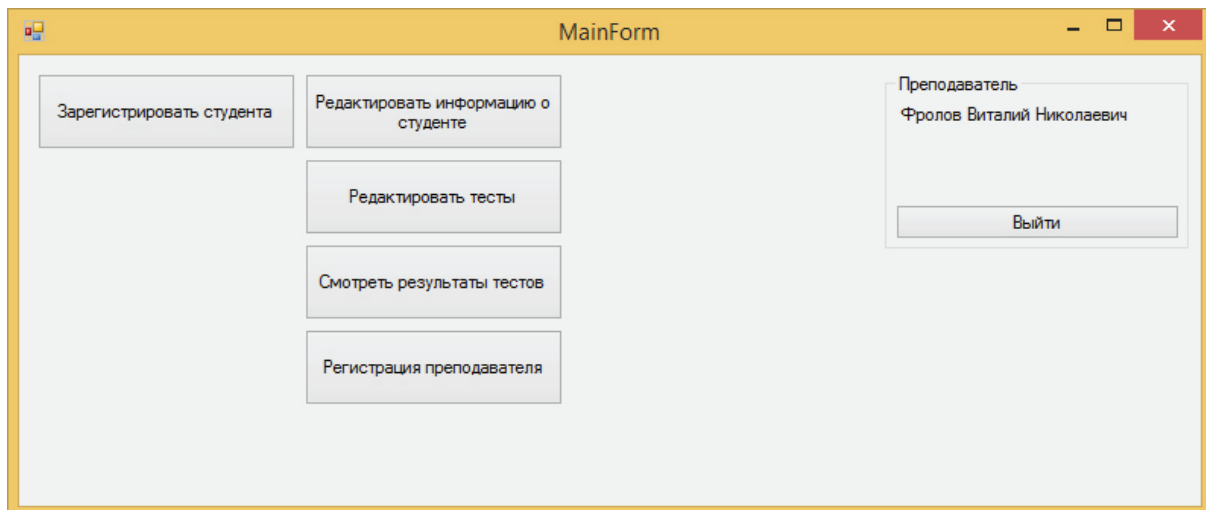 MainForm
Зарегистрировать студента
Редактировать информацию о
студенте
Редактировать тесты
Смотреть результаты тестов
Регистрация преподавателя
Преподаватель
Фролов Виталий Николаевич
Выйти